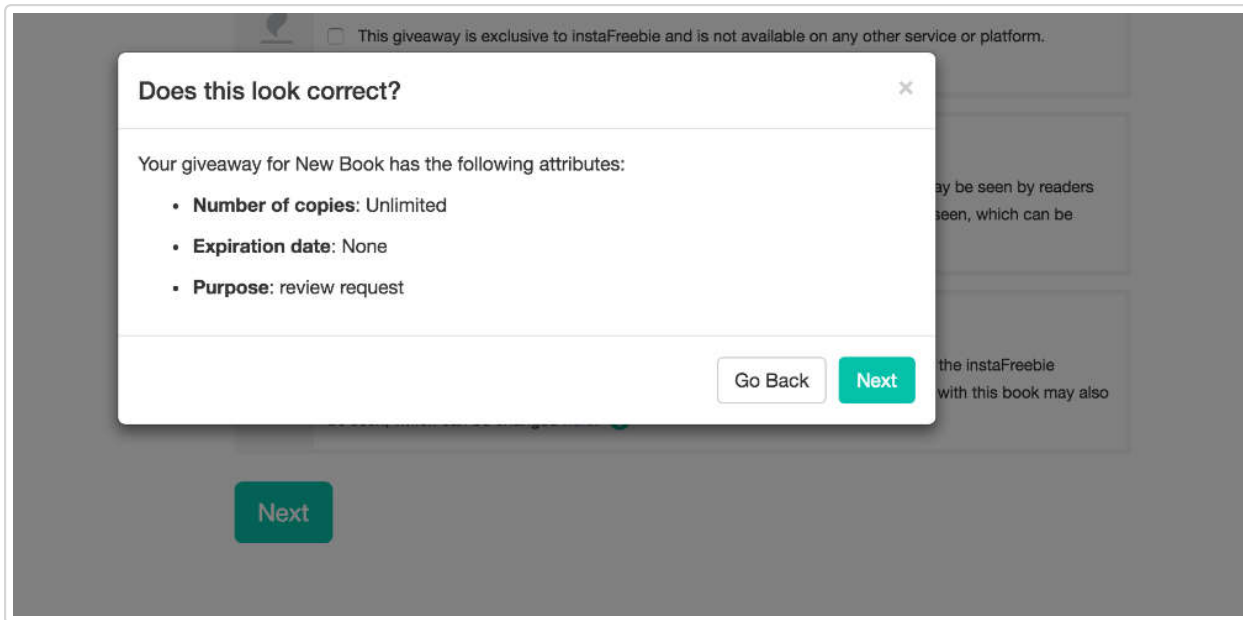 This giveaway is exclusive to instaFreebie and is not available on any other service or platform.
Does this look correct?
×
Your giveaway for New Book has the following attributes:
ay be seen by readers
• Number of copies: Unlimited
seen, which can be
• Expiration date: None
• Purpose: review request
the instaFreebie
Go Back
Next
with this book may also
Next